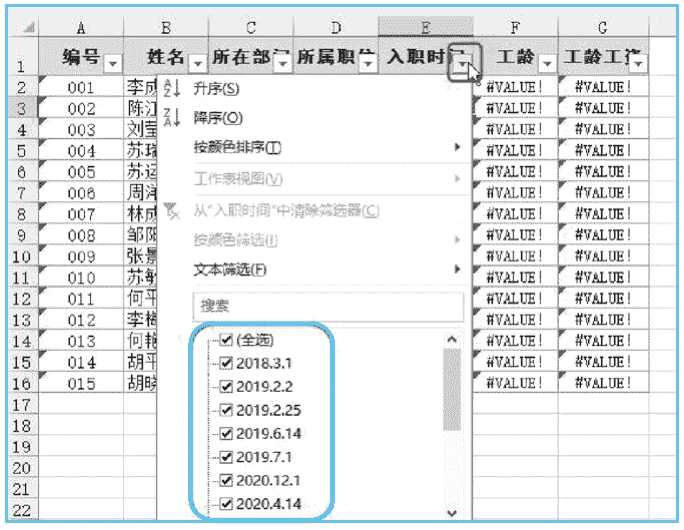 A B C D E F G
1 编号 姓名 所在部门 所属职位 入职时间 工龄 工龄工资
2 001 李成 #VALUE! #VALUE!
3 002 陈江 #VALUE! #VALUE!
4 003 刘莹 #VALUE! #VALUE!
5 004 苏瑞 #VALUE! #VALUE!
6 005 苏运 #VALUE! #VALUE!
7 006 周海 #VALUE! #VALUE!
8 007 林成 #VALUE! #VALUE!
9 008 邹阳 #VALUE! #VALUE!
10 009 张景 #VALUE! #VALUE!
11 010 苏敏 #VALUE! #VALUE!
12 011 何平 #VALUE! #VALUE!
13 012 李梅 #VALUE! #VALUE!
14 013 何艳 #VALUE! #VALUE!
15 014 胡平 #VALUE! #VALUE!
16 015 胡晓 #VALUE! #VALUE!
17
18
19
20
21
22
升序(S)
降序(O)
按颜色排序(T)
工作表视图(V)
从"入职时间"中清除筛选器(C)
按颜色筛选(I)
文本筛选(F)
搜索
(全选)
2018.3.1
2019.2.2
2019.2.25
2019.6.14
2019.7.1
2020.12.1
2020.4.14